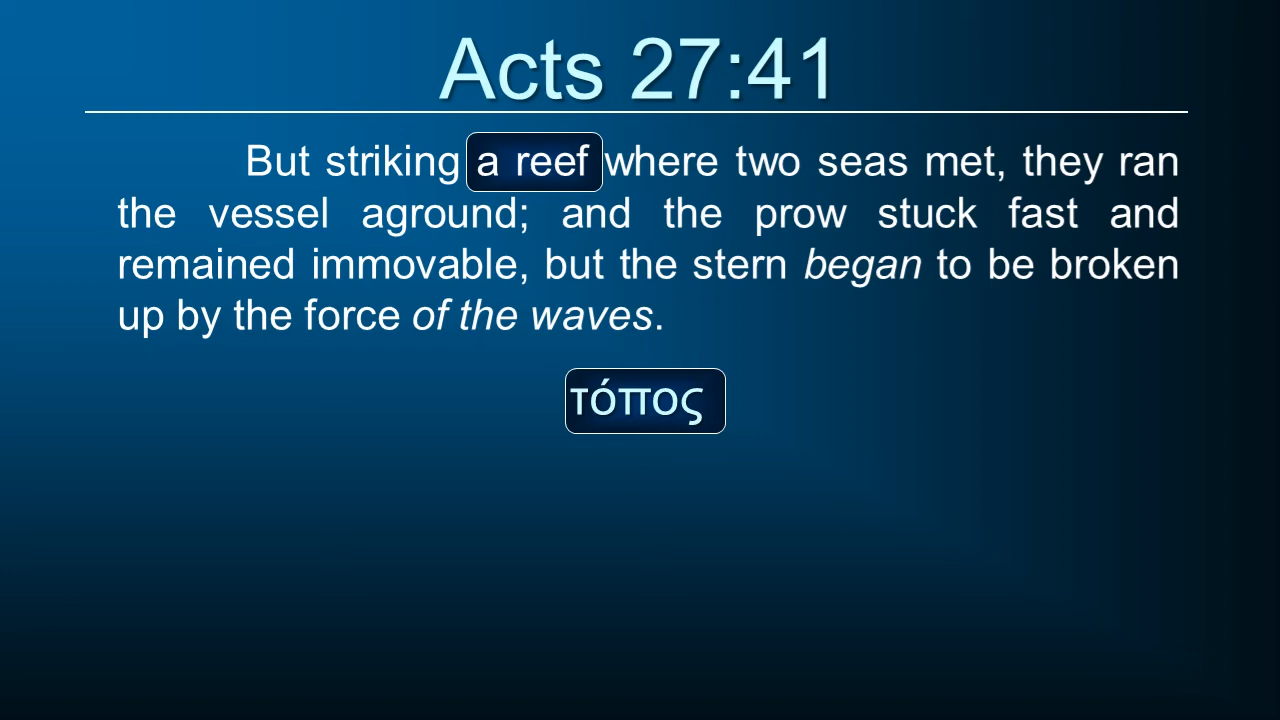 Acts 27:41
But striking a reef where two seas met, they ran
the vessel aground; and the prow stuck fast and
remained immovable, but the stern began to be broken
up by the force of the waves.
τόπος